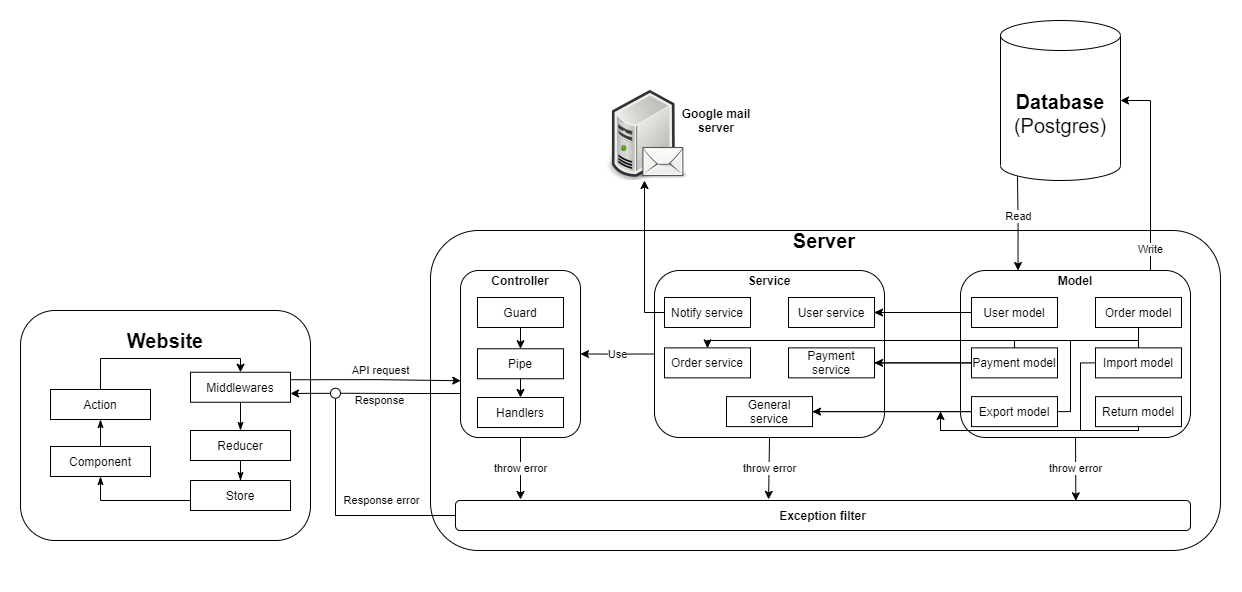 Database
(Postgres)
Google mail
server
Read
Write
Server
Controller
Guard
Pipe
Handlers
Service
Notify service
User service
Order service
Payment
service
General
service
Model
User model
Order model
Payment model
Import model
Export model
Return model
Use
Website
Middlewares
Action
Reducer
Component
Store
API request
Response
throw error
throw error
throw error
Response error
Exception filter